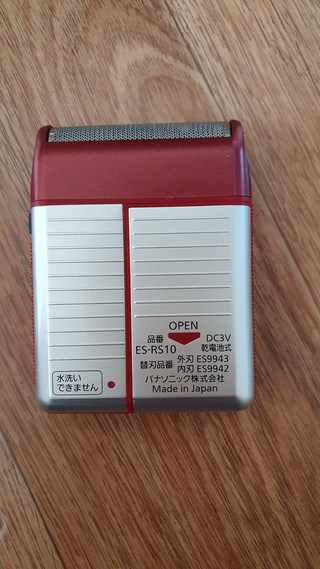 OPEN
品番
ES-RS10
DC3V
乾電池式
替刃品番
外刃 ES9943
内刃 ES9942
パナソニック株式会社
Made in Japan
水洗い
できません